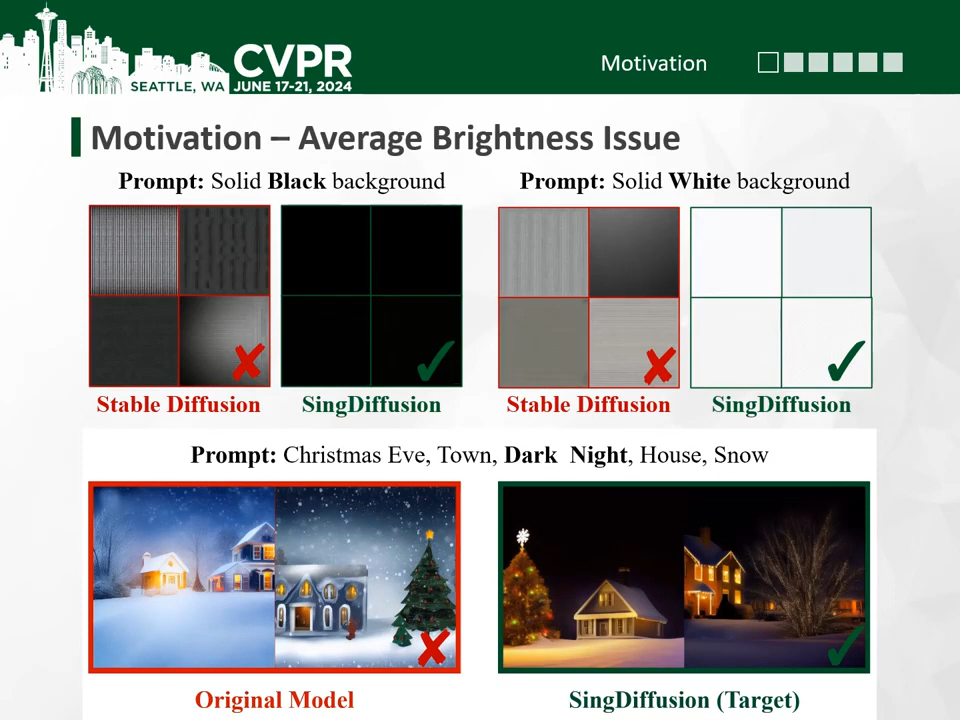 CVPR
SEATTLE, WA JUNE 17-21, 2024
Motivation
Motivation – Average Brightness Issue
Prompt: Solid Black background
Prompt: Solid White background
Stable Diffusion
SingDiffusion
Stable Diffusion
SingDiffusion
Prompt: Christmas Eve, Town, Dark Night, House, Snow
Original Model
SingDiffusion (Target)